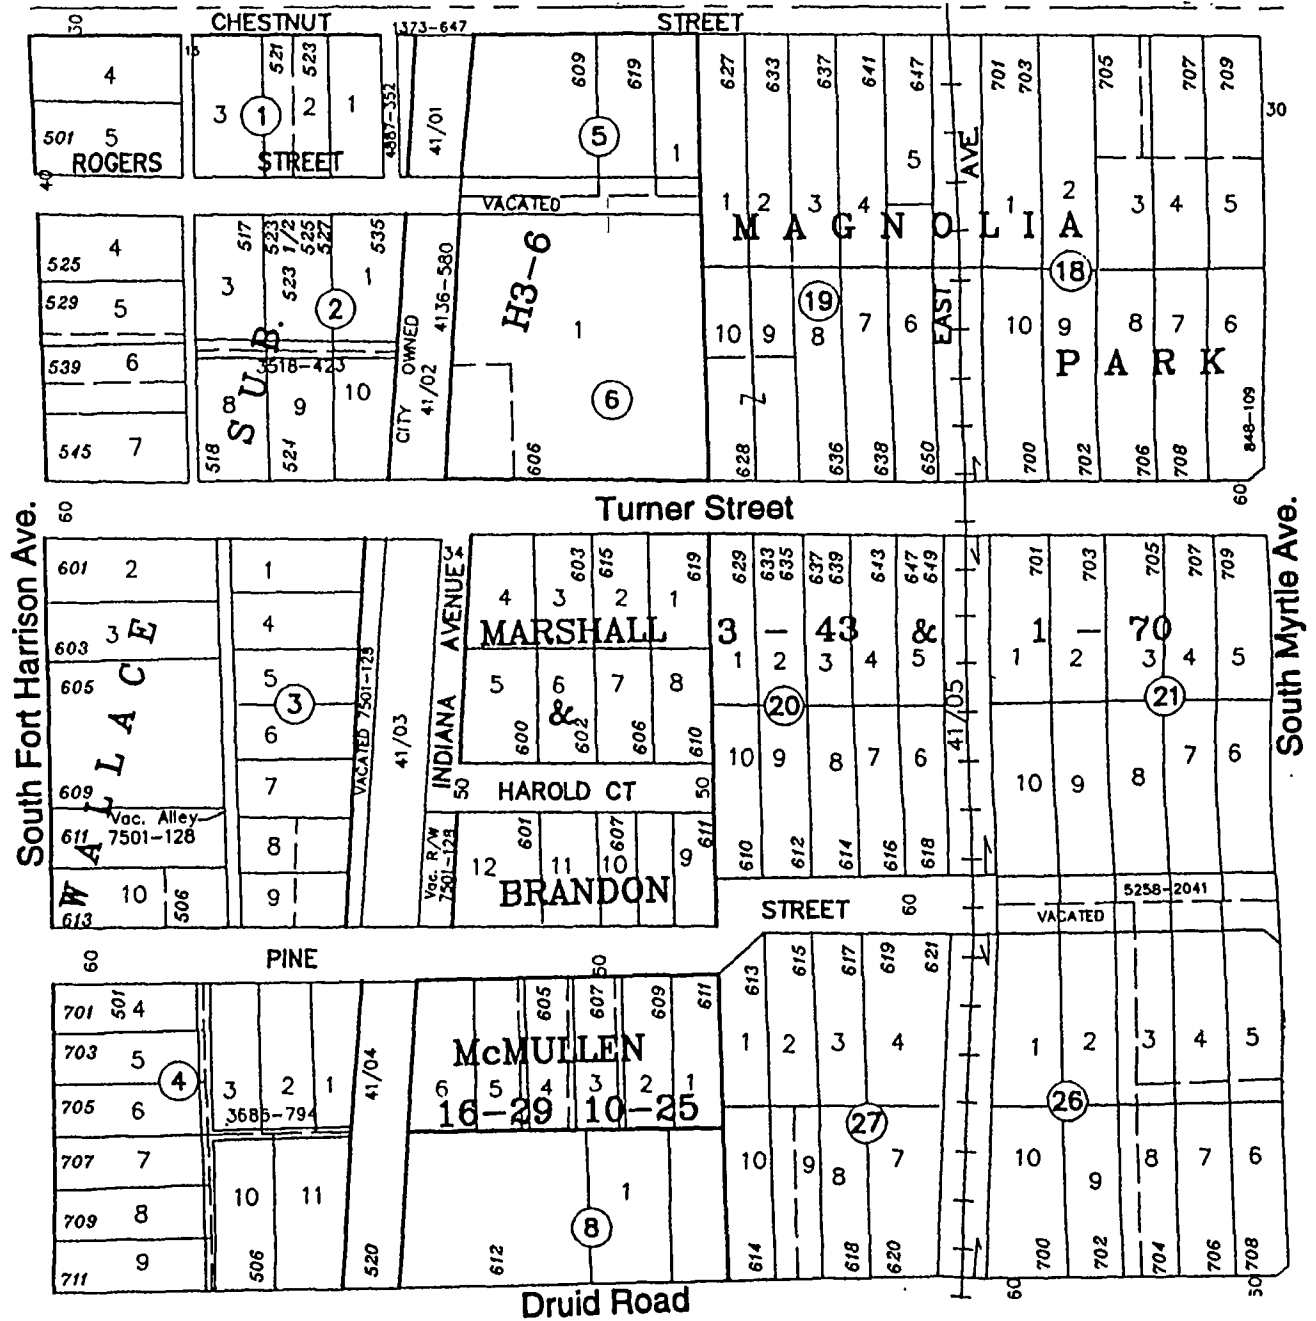 CHESTNUT STREET
50 1373-647
4 15 521 523 609 619 627 633 637 641 647 701 703 705 707 709
3 1 2 1 4887-352 41/01 5 1 AVE. 30
501 5 5
ROGERS STREET
40 VACATED 1 2 3 4 1 2 3 4 5
517 523 1/2 525 527 535 MAGNOLIA
4 523
525 3 1 4136-580 H3-6 18
529 5 2 1 19 EAST
10 9 8 7 6 10 9 8 7 6
539 6 3518-423 CITY OWNED PARK
8 9 10 41/02 6 848-109
545 7 SUB.
518 524 606 628 636 638 650 700 702 706 708
60 Turner Street 60
South Fort Harrison Ave.
South Myrtle Ave.
601 2 1 34 603 615 619 629 633 635 637 639 643 647 649 701 703 705 707 709
4 4 3 2 1
603 3 INDIANA AVENUE MARSHALL 3 - 43 & 1 - 70
605 5 1 2 3 4 5 1 2 3 4 5
WALLACE 3 VACATED 7501-128 5 6 7 8
6 & 20 21
600 602 606 610 41/05
7 41/03 10 9 8 7 6 10 9 8 7 6
609 50 HAROLD CT 50
Vac. Alley
611 7501-128 601 607 611
8 Vac. R/W 7501-128 12 11 10 9 610 612 614 616 618
10 506 9 BRANDON 5258-2041
613 STREET 60 VACATED
60 PINE 50
613 615 617 619 621
501 605 607 609 611
701 4
703 5 McMULLEN 1 2 3 4 1 2 3 4 5
4 3 2 1 41/04 6 5 4 3 2 1
705 6 3685-794 16-29 10-25 26
27
707 7 10 9 8 7 10 9 8 7 6
10 11 1
709 8 8
711 9 506 520 612 614 618 620 700 702 704 706 708
60 50
Druid Road